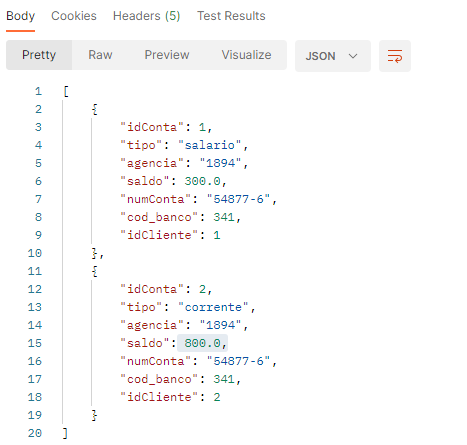 Body Cookies Headers (5) Test Results
Pretty Raw Preview Visualize JSON
1 [
2 {
3 "idConta": 1,
4 "tipo": "salario",
5 "agencia": "1894",
6 "saldo": 300.0,
7 "numConta": "54877-6",
8 "cod_banco": 341,
9 "idCliente": 1
10 },
11 {
12 "idConta": 2,
13 "tipo": "corrente",
14 "agencia": "1894",
15 "saldo": 800.0,
16 "numConta": "54877-6",
17 "cod_banco": 341,
18 "idCliente": 2
19 }
20 ]